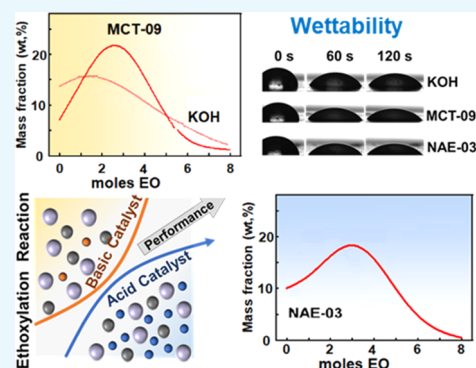 MCT-09
KOH
Mass fraction (wt,%)
20
10
0
0 2 4 6 8
moles EO
Wettability
0 s 60 s 120 s
KOH
MCT-09
NAE-03
Ethoxylation Reaction
Basic Catalyst
Performance
Acid Catalyst
Mass fraction (wt,%)
20
10
0
NAE-03
0 2 4 6 8
moles EO